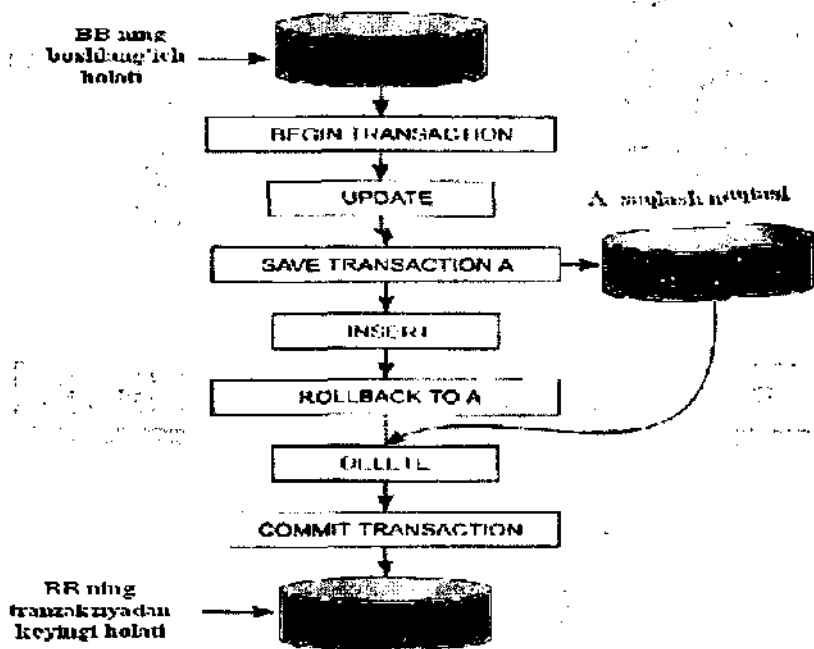 BB ning
boshlang'ich
holati
BEGIN TRANSACTION
UPDATE
A saqlash nuqtasi
SAVE TRANSACTION A
INSERT
ROLLBACK TO A
DELETE
COMMIT TRANSACTION
BB ning
tranzaksiyadan
keyingi holati